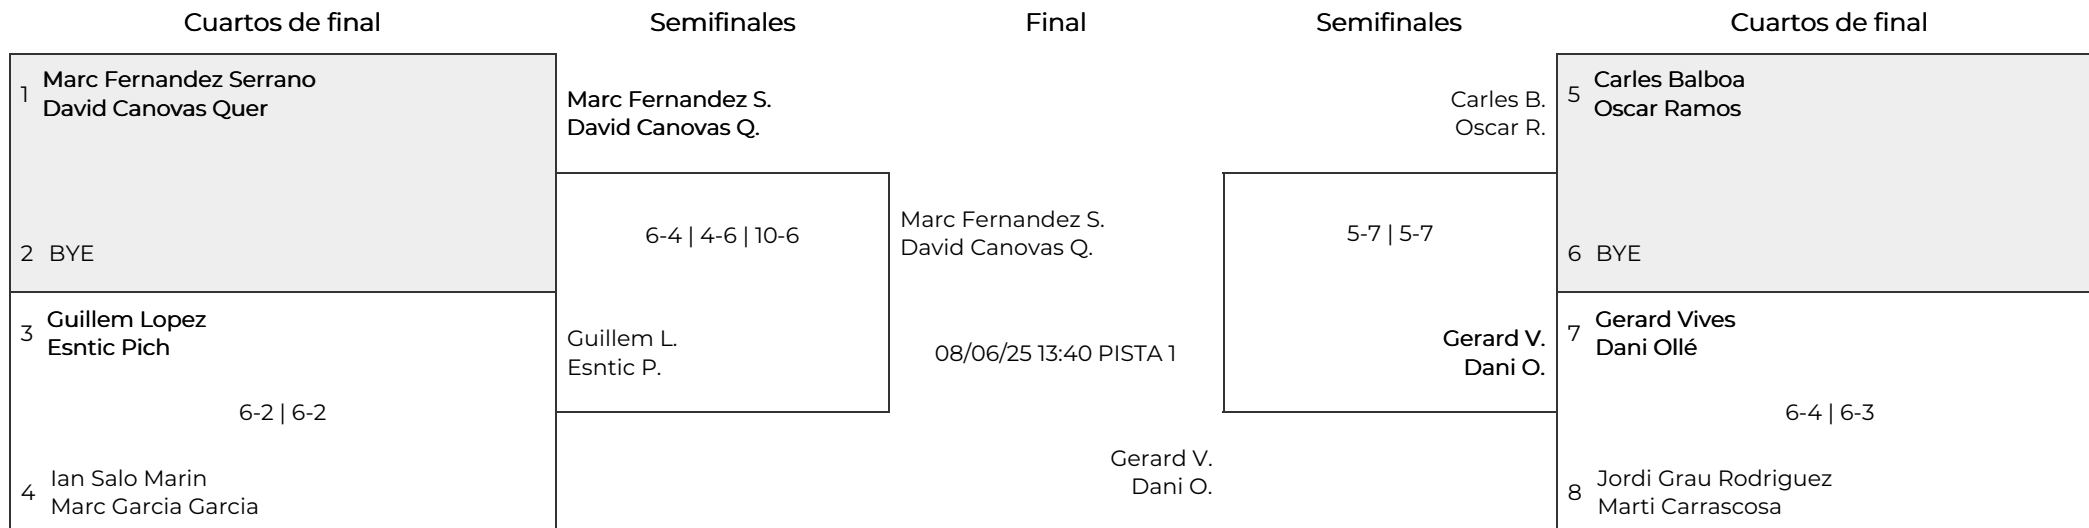 Cuartos de final
Semifinales
Final
Semifinales
Cuartos de final
1
Marc Fernandez Serrano
David Canovas Quer
2 BYE
3
Guillem Lopez
Esntic Pich
6-2 | 6-2
4
Ian Salo Marin
Marc Garcia Garcia
Marc Fernandez S.
David Canovas Q.
6-4 | 4-6 | 10-6
Guillem L.
Esntic P.
Marc Fernandez S.
David Canovas Q.
08/06/25 13:40 PISTA 1
Gerard V.
Dani O.
Carles B.
Oscar R.
5-7 | 5-7
Gerard V.
Dani O.
5
Carles Balboa
Oscar Ramos
6 BYE
7
Gerard Vives
Dani Ollé
6-4 | 6-3
8
Jordi Grau Rodriguez
Marti Carrascosa